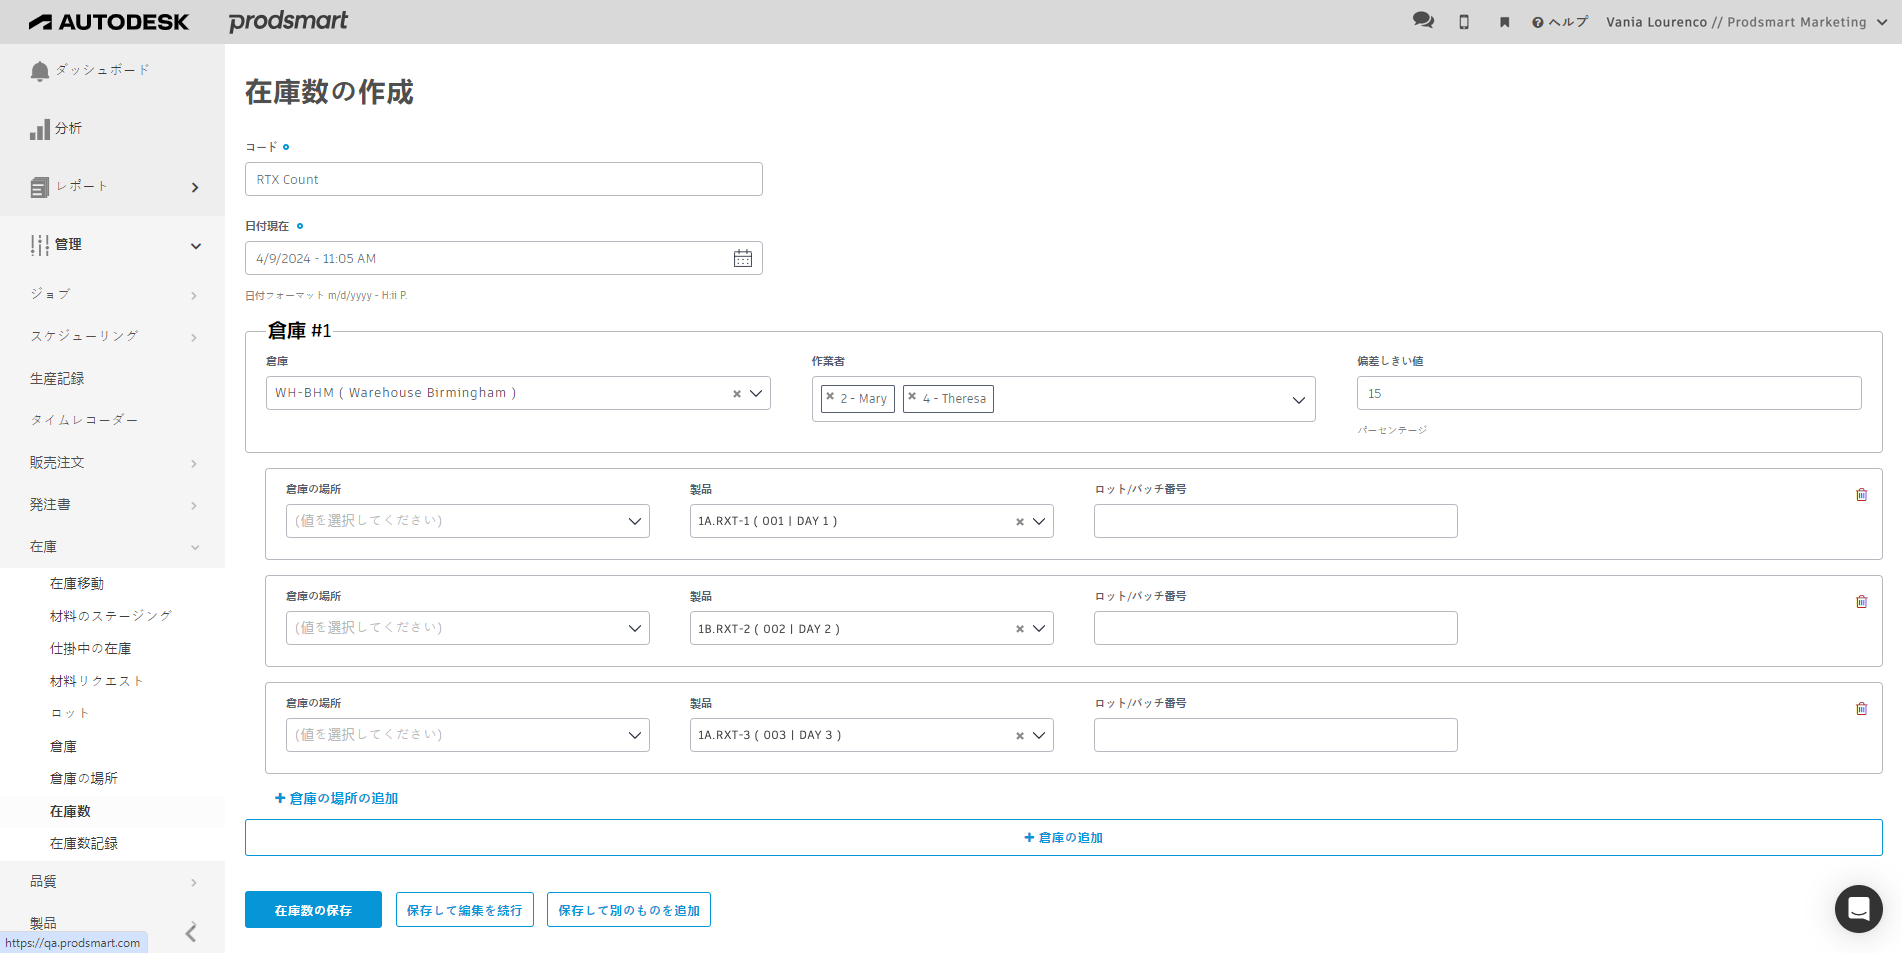 AUTODESK
prodsmart
ヘルプ
Vania Lourenco // Prodsmart Marketing
ダッシュボード
分析
レポート
管理
ジョブ
スケジューリング
生産記録
タイムレコーダー
販売注文
発注書
在庫
在庫移動
材料のステージング
仕掛中の在庫
材料リクエスト
ロット
倉庫
倉庫の場所
在庫数
在庫数記録
品質
製品
https://qa.prodsmart.com
在庫数の作成
コード
RTX Count
日付現在
4/9/2024 - 11:05 AM
日付フォーマット m/d/yyyy - H:ii P.
倉庫 #1
倉庫
作業者
偏差しきい値
WH-BHM ( Warehouse Birmingham )
2 - Mary
4 - Theresa
15
パーセンテージ
倉庫の場所
製品
ロット/バッチ番号
(値を選択してください)
1A.RXT-1 ( 001 | DAY 1 )
倉庫の場所
製品
ロット/バッチ番号
(値を選択してください)
1B.RXT-2 ( 002 | DAY 2 )
倉庫の場所
製品
ロット/バッチ番号
(値を選択してください)
1A.RXT-3 ( 003 | DAY 3 )
+ 倉庫の場所の追加
+ 倉庫の追加
在庫数の保存
保存して編集を続行
保存して別のものを追加